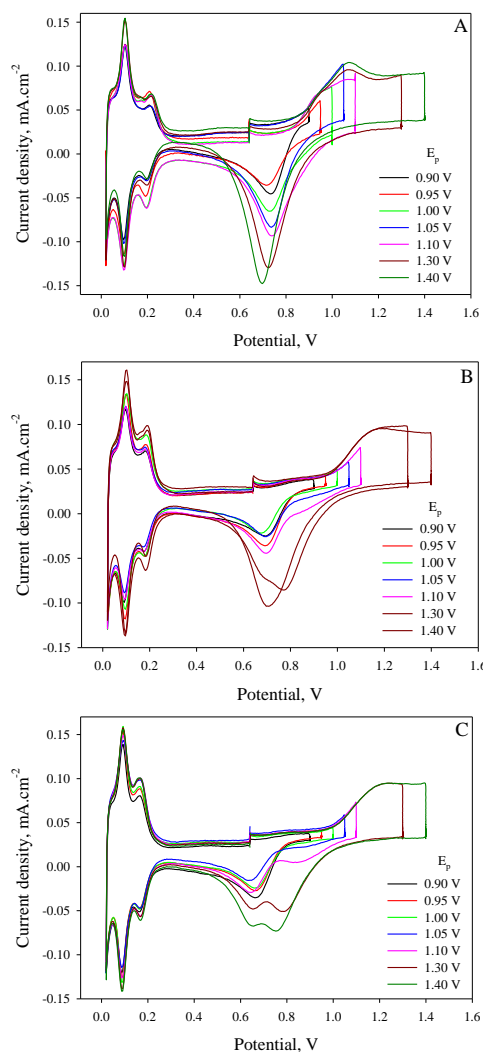 A
0.15
0.10
0.05
0.00
-0.05
-0.10
-0.15
Current density, mA.cm-2
Ep
0.90 V
0.95 V
1.00 V
1.05 V
1.10 V
1.30 V
1.40 V
0.0 0.2 0.4 0.6 0.8 1.0 1.2 1.4 1.6
Potential, V
B
0.15
0.10
0.05
0.00
-0.05
-0.10
-0.15
Current density, mA.cm-2
Ep
0.90 V
0.95 V
1.00 V
1.05 V
1.10 V
1.30 V
1.40 V
0.0 0.2 0.4 0.6 0.8 1.0 1.2 1.4 1.6
Potential, V
C
0.15
0.10
0.05
0.00
-0.05
-0.10
-0.15
Current density, mA.cm-2
Ep
0.90 V
0.95 V
1.00 V
1.05 V
1.10 V
1.30 V
1.40 V
0.0 0.2 0.4 0.6 0.8 1.0 1.2 1.4 1.6
Potential, V